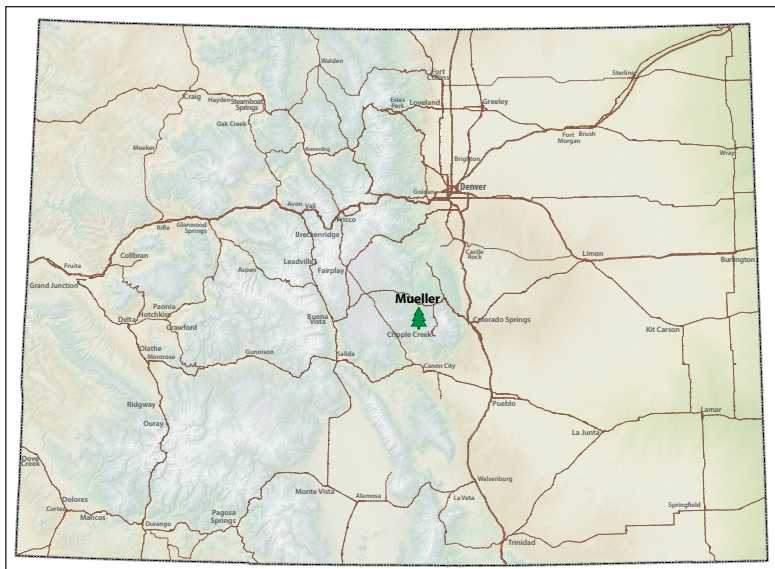 Walden
Fort
Collins
Sterling
Craig
Hayden
Steamboat
Springs
Estes
Park
Loveland
Greeley
Oak Creek
Fort
Morgan
Brush
Meeker
Kremmling
Brighton
Wray
Golden
Denver
Avon
Vail
Frisco
Rifle
Glenwood
Springs
Breckenridge
Castle
Rock
Limon
Burlington
Collbran
Fruita
Leadville
Fairplay
Aspen
Grand Junction
Mueller
Paonia
Hotchkiss
Delta
Crawford
Buena
Vista
Colorado Springs
Kit Carson
Cripple Creek
Olathe
Montrose
Gunnison
Salida
Canon City
Ridgway
Pueblo
Lamar
Ouray
La Junta
Dove
Creek
Walsenburg
Monte Vista
Alamosa
La Veta
Dolores
Cortez
Mancos
Pagosa
Springs
Durango
Springfield
Trinidad